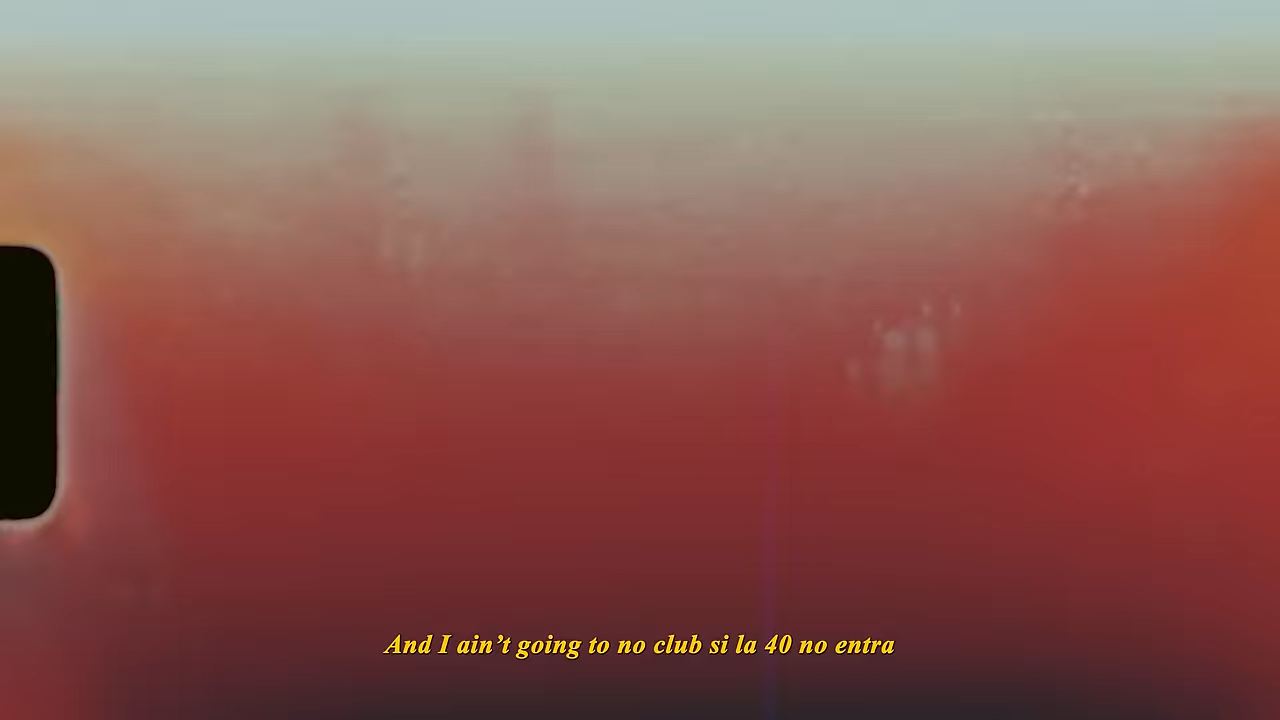 And I ain’t going to no club si la 40 no entra